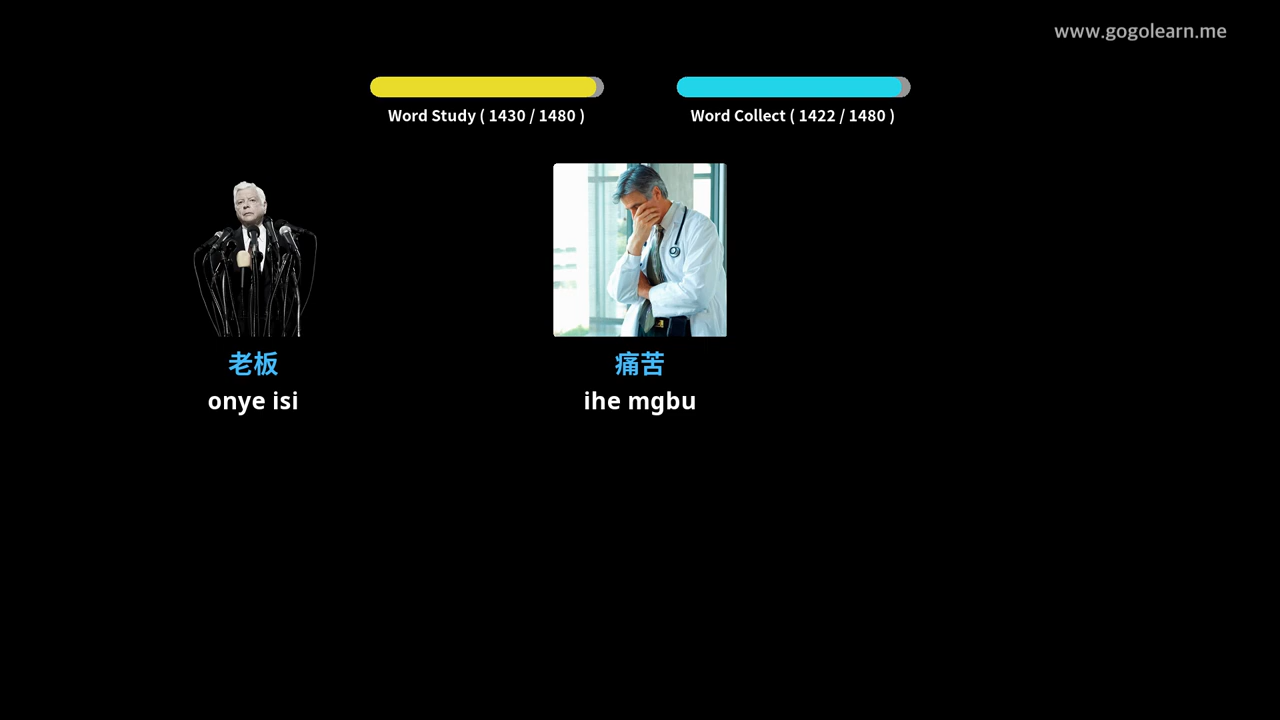 www.gogolearn.me
Word Study ( 1430 / 1480 )
Word Collect ( 1422 / 1480 )
老板
onye isi
痛苦
ihe mgbu